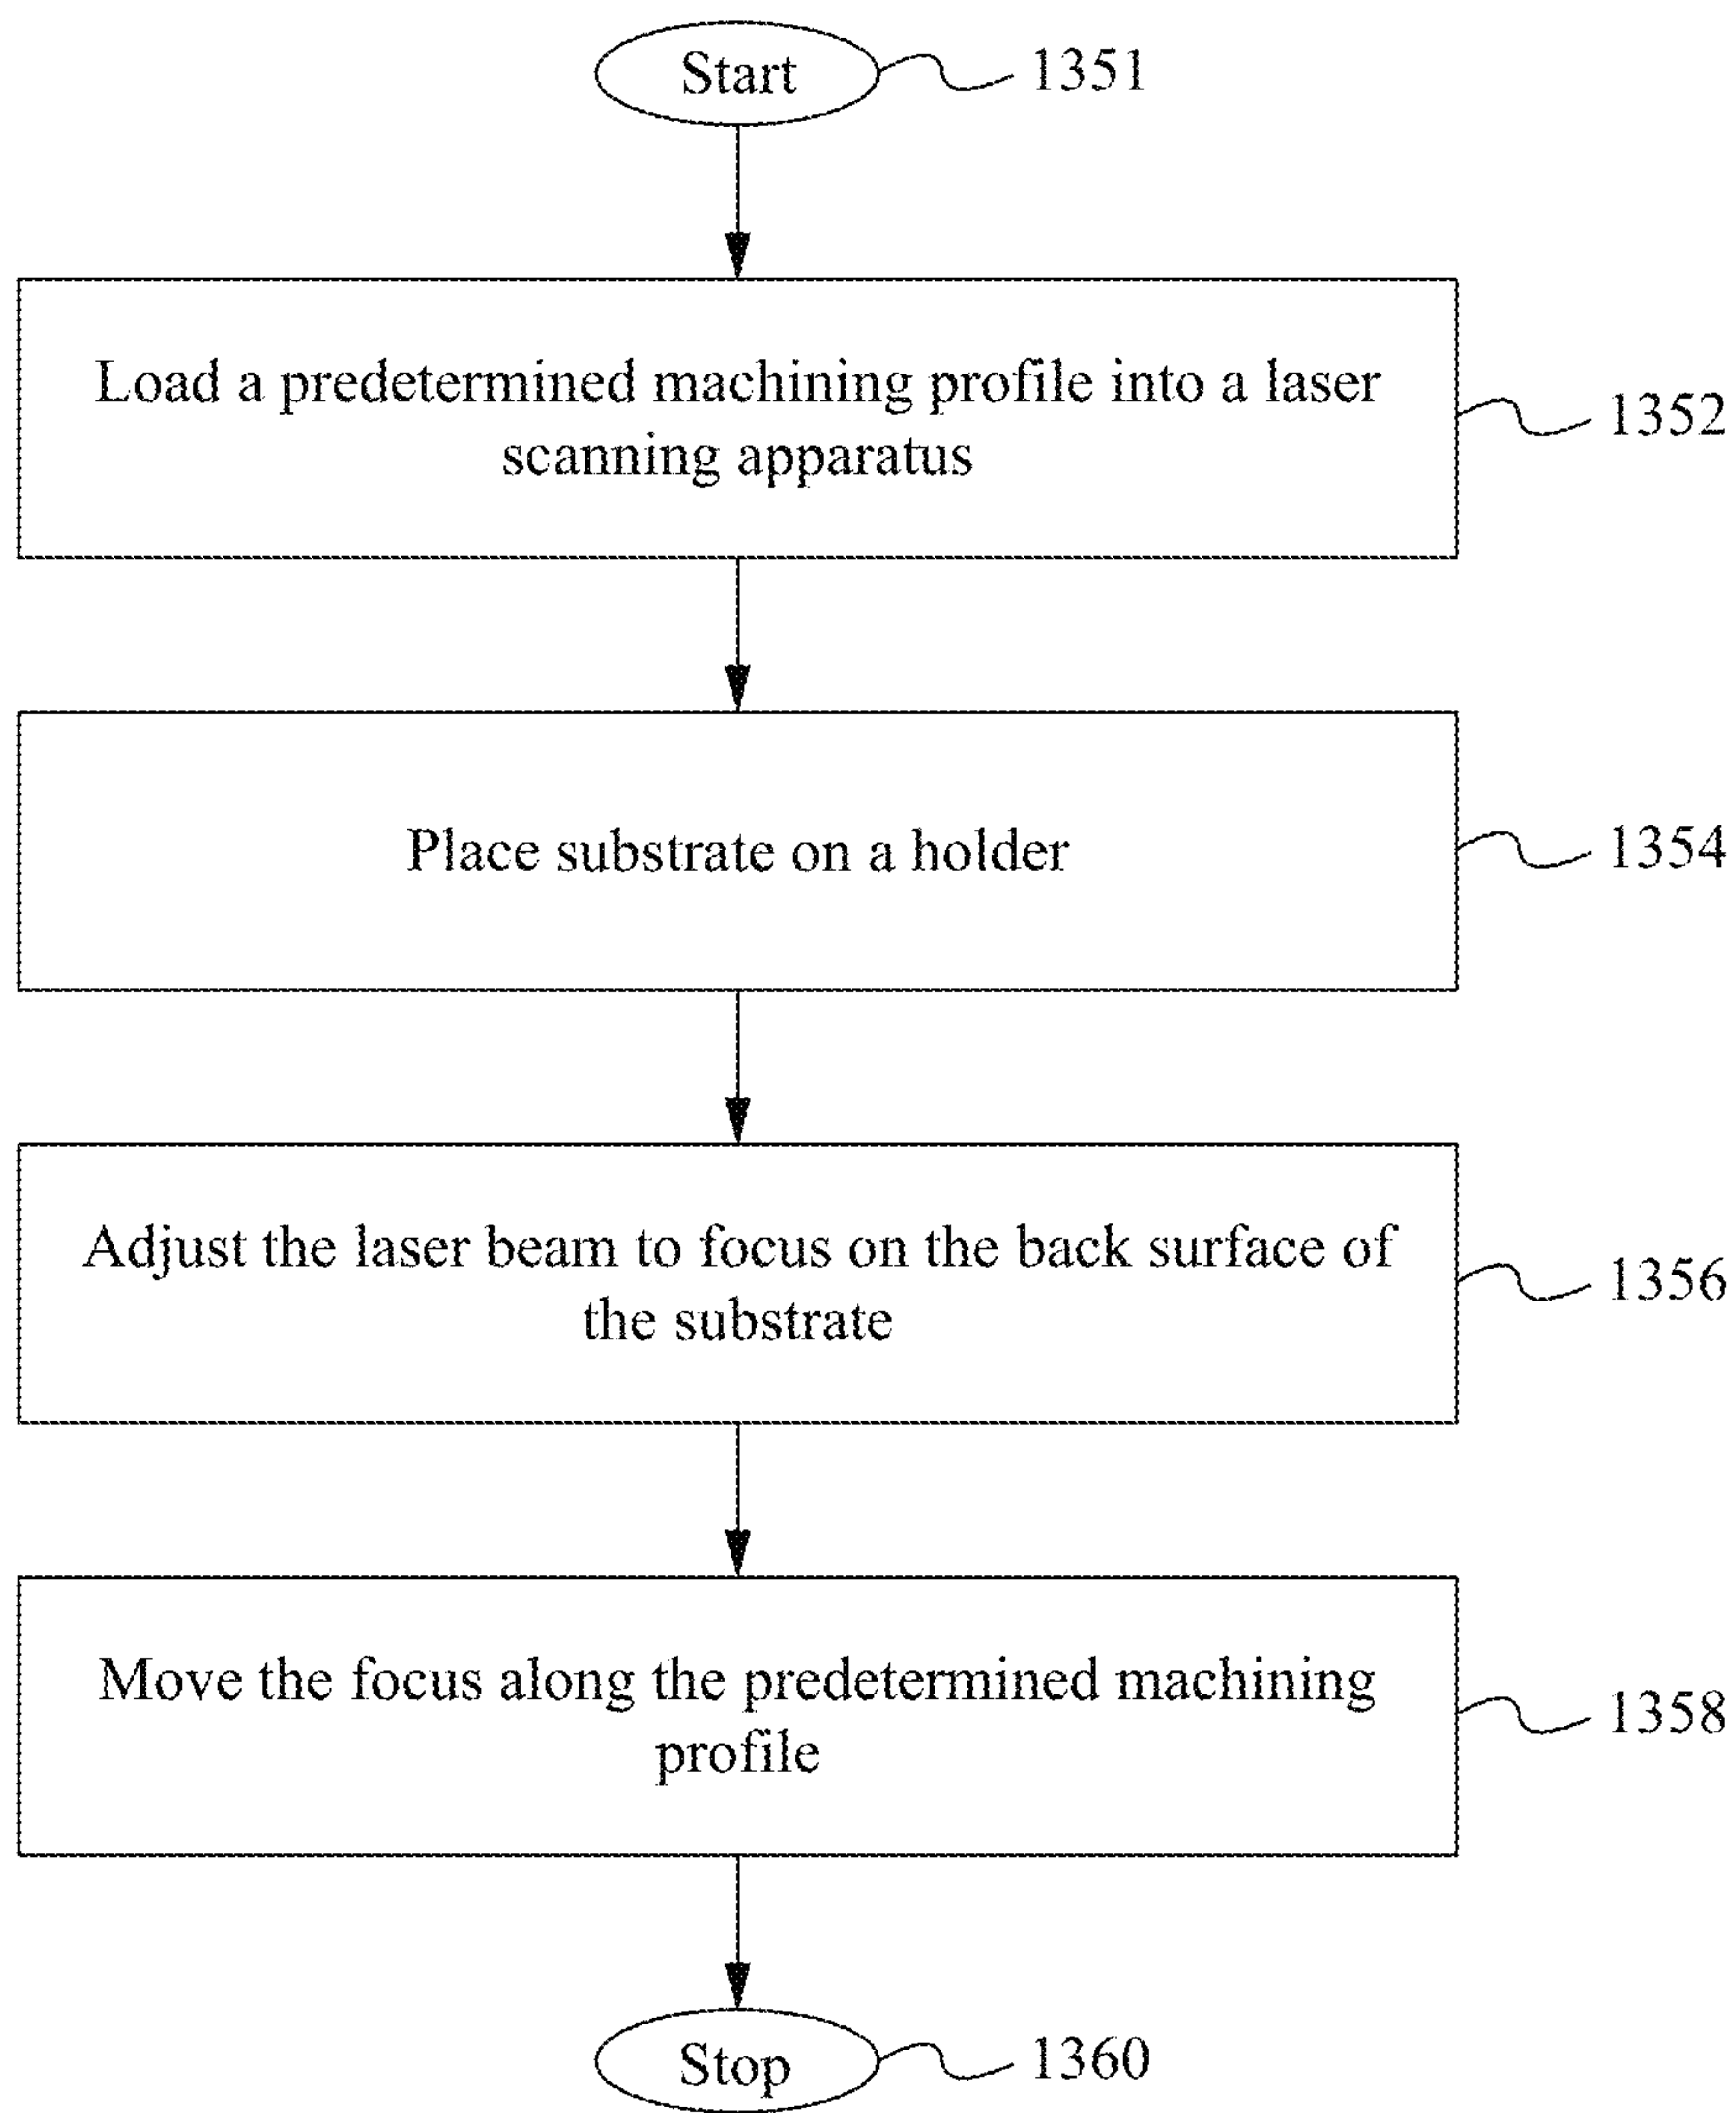 Start
1351
Load a predetermined machining profile into a laser
scanning apparatus
1352
Place substrate on a holder
1354
Adjust the laser beam to focus on the back surface of
the substrate
1356
Move the focus along the predetermined machining
profile
1358
Stop
1360